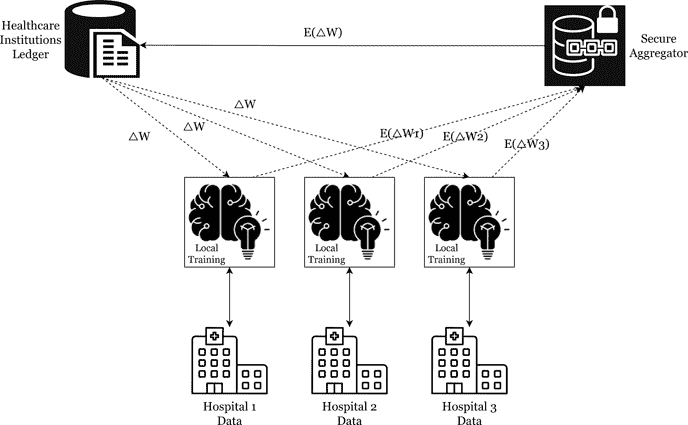 Healthcare
Institutions
Ledger
E(△W)
Secure
Aggregator
△W
△W
△W
E(△W1)
E(△W2)
E(△W3)
Local
Training
Local
Training
Local
Training
Hospital 1
Data
Hospital 2
Data
Hospital 3
Data